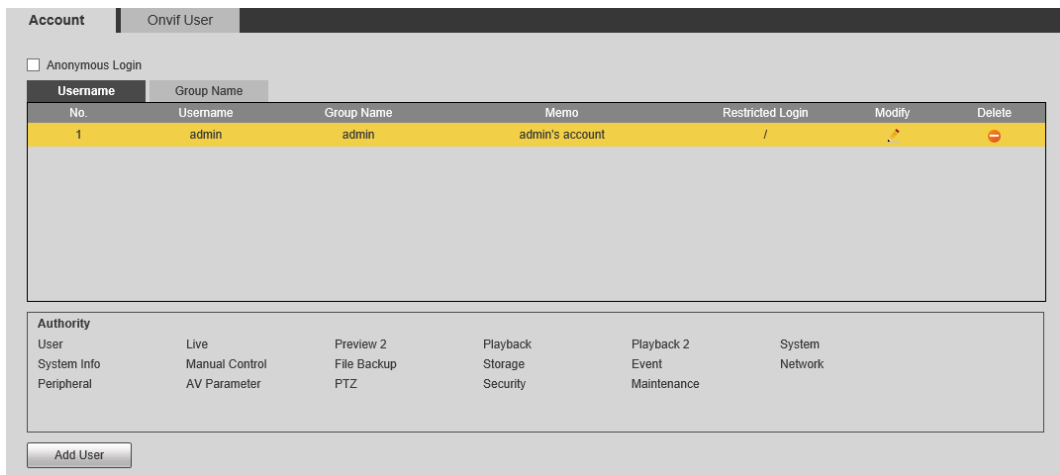 Account Onvif User
Anonymous Login
Username Group Name
No. Username Group Name Memo Restricted Login Modify Delete
1 admin admin admin's account /
Authority
User Live Preview 2 Playback Playback 2 System
System Info Manual Control File Backup Storage Event Network
Peripheral AV Parameter PTZ Security Maintenance
Add User